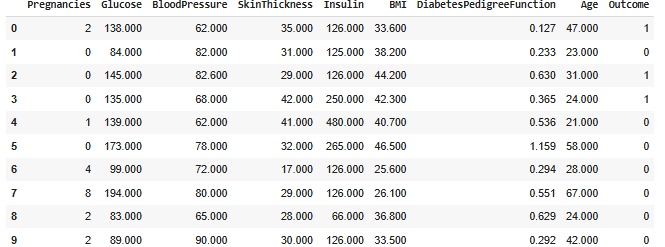 Pregnancies Glucose BloodPressure SkinThickness Insulin BMI DiabetesPedigreeFunction Age Outcome
0 2 138.000 62.000 35.000 126.000 33.600 0.127 47.000 1
1 0 84.000 82.000 31.000 125.000 38.200 0.233 23.000 0
2 0 145.000 82.600 29.000 126.000 44.200 0.630 31.000 1
3 0 135.000 68.000 42.000 250.000 42.300 0.365 24.000 1
4 1 139.000 62.000 41.000 480.000 40.700 0.536 21.000 0
5 0 173.000 78.000 32.000 265.000 46.500 1.159 58.000 0
6 4 99.000 72.000 17.000 126.000 25.600 0.294 28.000 0
7 8 194.000 80.000 29.000 126.000 26.100 0.551 67.000 0
8 2 83.000 65.000 28.000 66.000 36.800 0.629 24.000 0
9 2 89.000 90.000 30.000 126.000 33.500 0.292 42.000 0